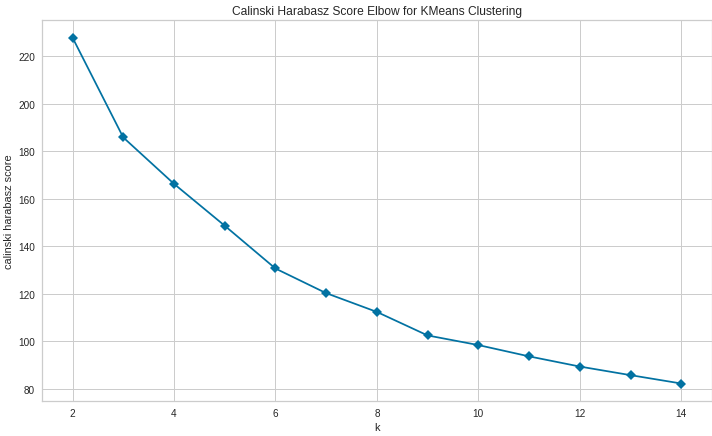 Calinski Harabasz Score Elbow for KMeans Clustering
calinski harabasz score
220
200
180
160
140
120
100
80
2 4 6 8 10 12 14
k